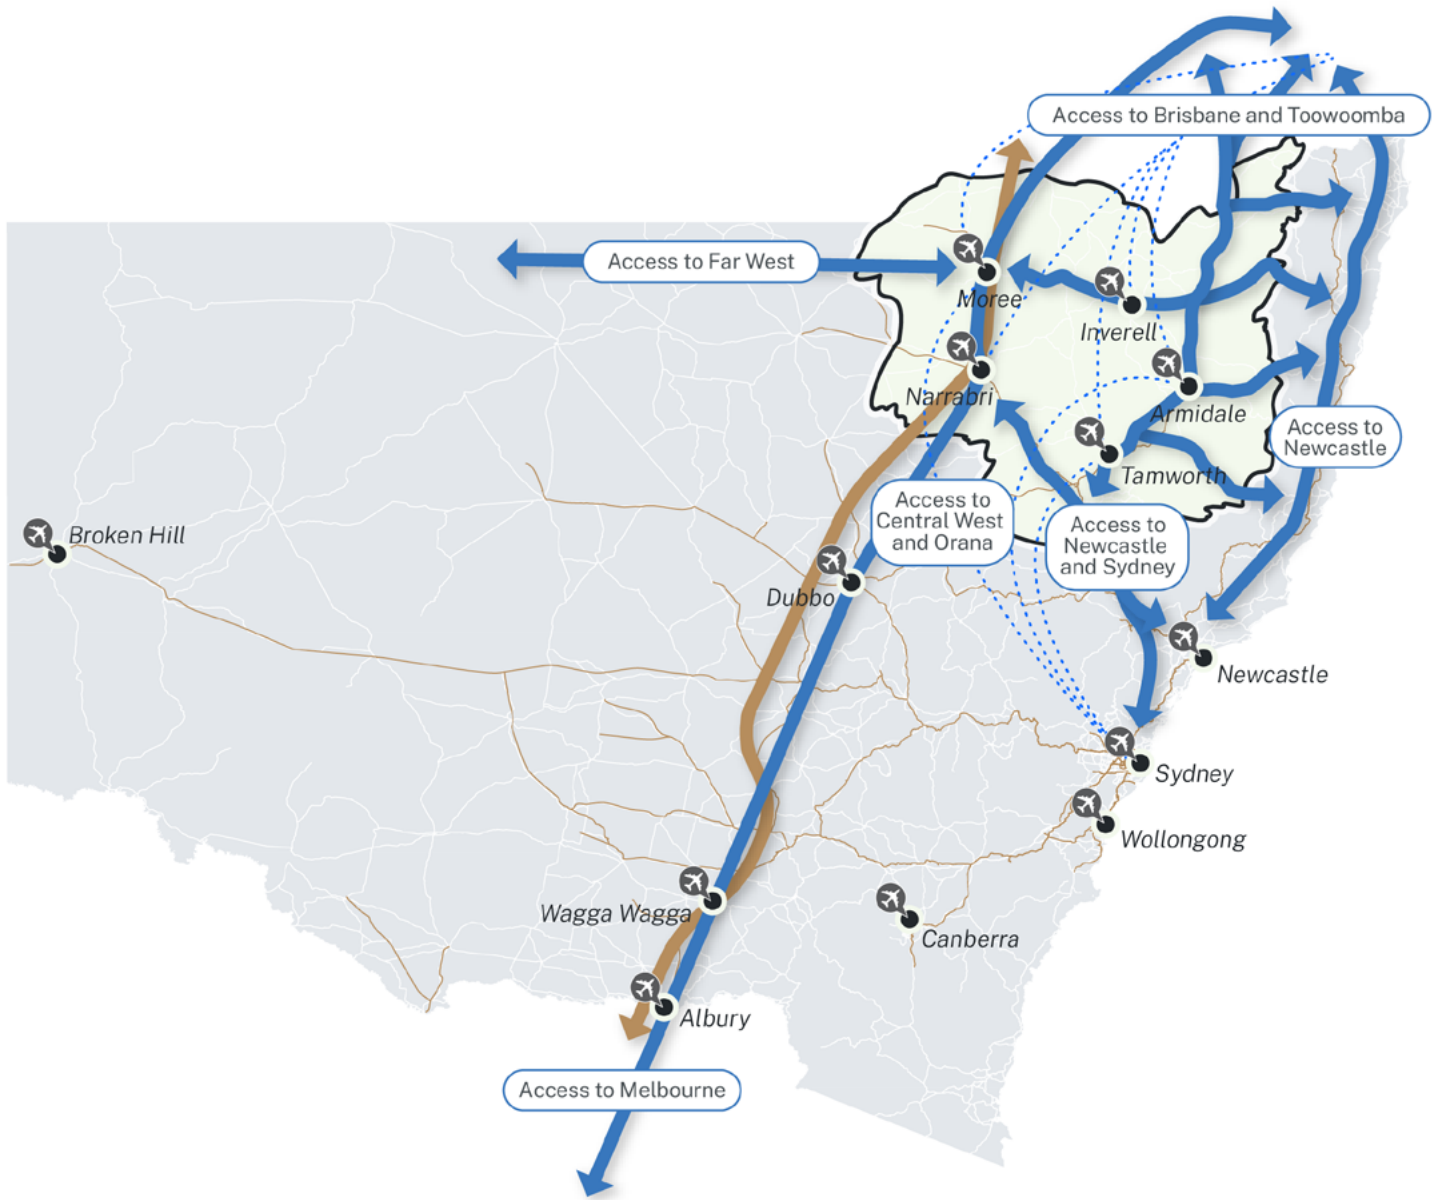 Access to Brisbane and Toowoomba
Access to Far West
Moree
Inverell
Narrabri
Armidale
Access to
Newcastle
Tamworth
Access to
Central West
and Orana
Access to
Newcastle
and Sydney
Broken Hill
Dubbo
Newcastle
Sydney
Wollongong
Wagga Wagga
Canberra
Albury
Access to Melbourne